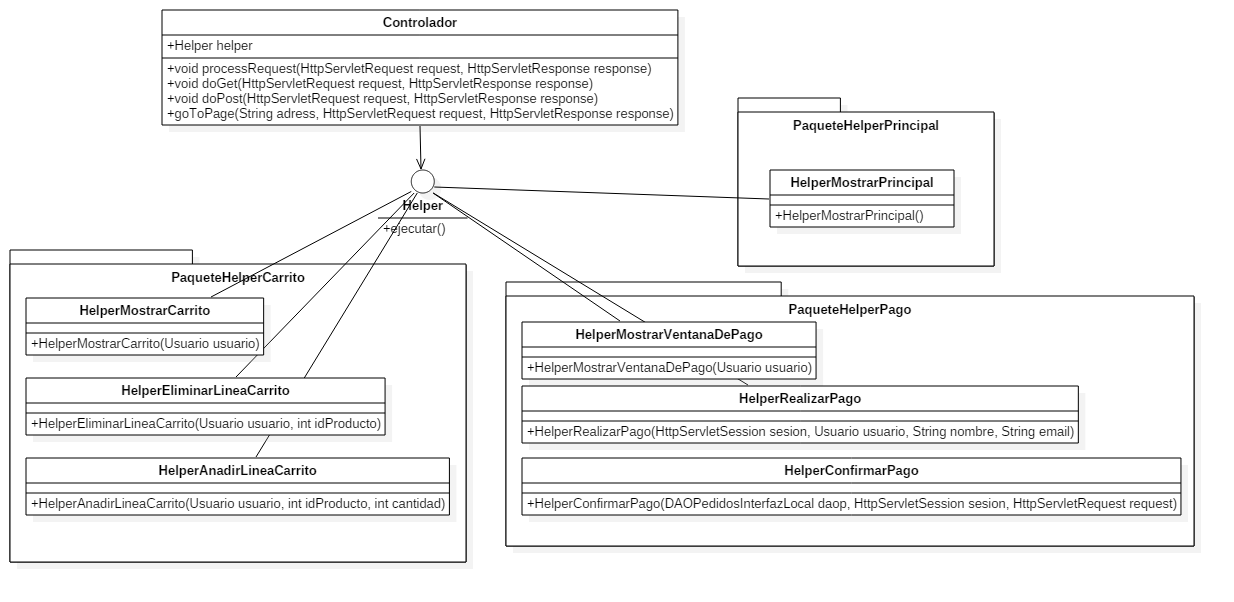 Controlador
+Helper helper
+void processRequest(HttpServletRequest request, HttpServletResponse response)
+void doGet(HttpServletRequest request, HttpServletResponse response)
+void doPost(HttpServletRequest request, HttpServletResponse response)
+goToPage(String adress, HttpServletRequest request, HttpServletResponse response)
PaqueteHelperPrincipal
HelperMostrarPrincipal
+HelperMostrarPrincipal()
Helper
+ejecutar()
PaqueteHelperCarrito
HelperMostrarCarrito
+HelperMostrarCarrito(Usuario usuario)
HelperEliminarLineaCarrito
+HelperEliminarLineaCarrito(Usuario usuario, int idProducto)
HelperAnadirLineaCarrito
+HelperAnadirLineaCarrito(Usuario usuario, int idProducto, int cantidad)
PaqueteHelperPago
HelperMostrarVentanaDePago
+HelperMostrarVentanaDePago(Usuario usuario)
HelperRealizarPago
+HelperRealizarPago(HttpServletSession sesion, Usuario usuario, String nombre, String email)
HelperConfirmarPago
+HelperConfirmarPago(DAOPedidosInterfazLocal daop, HttpServletSession sesion, HttpServletRequest request)